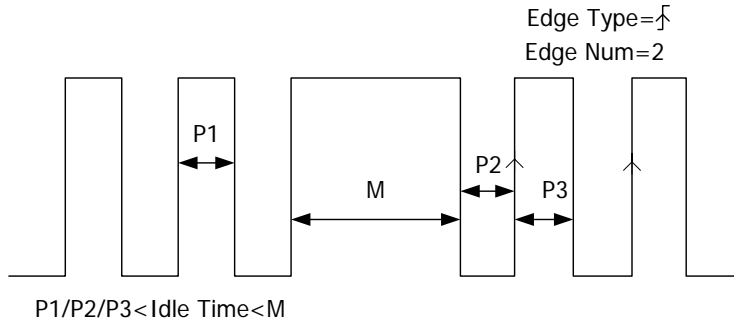 Edge Type=
Edge Num=2
P1
P2
M
P3
P1/P2/P3<Idle Time<M